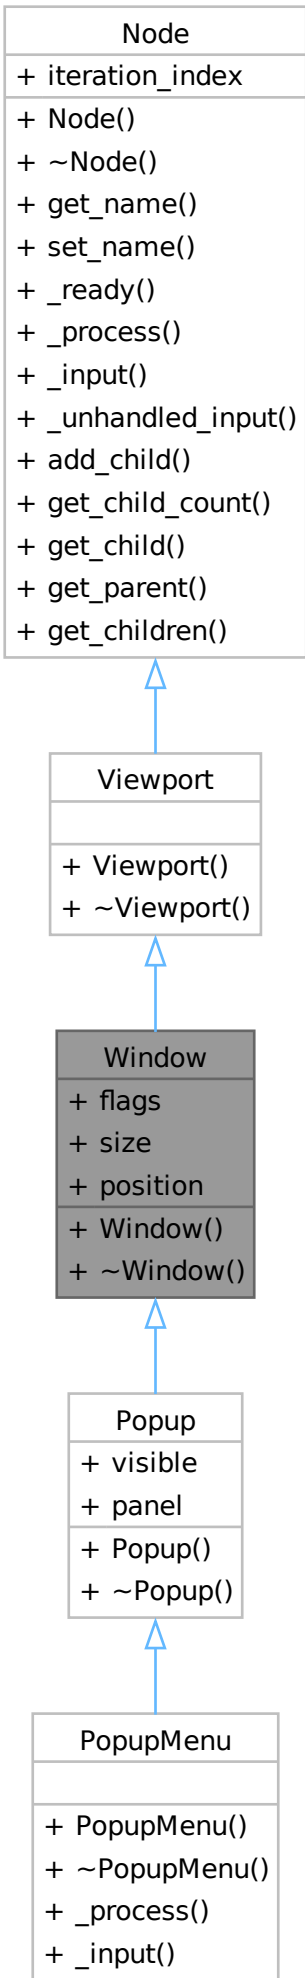 Node
+ iteration_index
+ Node()
+ ~Node()
+ get_name()
+ set_name()
+ _ready()
+ _process()
+ _input()
+ _unhandled_input()
+ add_child()
+ get_child_count()
+ get_child()
+ get_parent()
+ get_children()
Viewport
+ Viewport()
+ ~Viewport()
Window
+ flags
+ size
+ position
+ Window()
+ ~Window()
Popup
+ visible
+ panel
+ Popup()
+ ~Popup()
PopupMenu
+ PopupMenu()
+ ~PopupMenu()
+ _process()
+ _input()